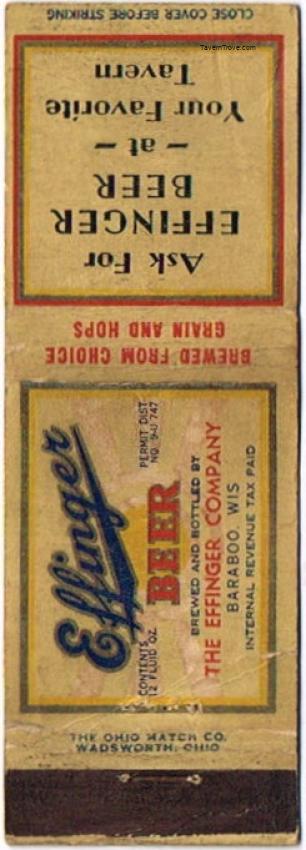 TavernTrove.com
CLOSE COVER BEFORE STRIKING
Ask For
EFFINGER
BEER
- at -
Your Favorite
Tavern
BREWED FROM CHOICE
GRAIN AND HOPS
Effinger
BEER
CONTENTS
12 FLUID OZ.
PERMIT DIST
NO. 9-U 747
BREWED AND BOTTLED BY
THE EFFINGER COMPANY
BARABOO, WIS
INTERNAL REVENUE TAX PAID
THE OHIO MATCH CO.
WADSWORTH, OHIO